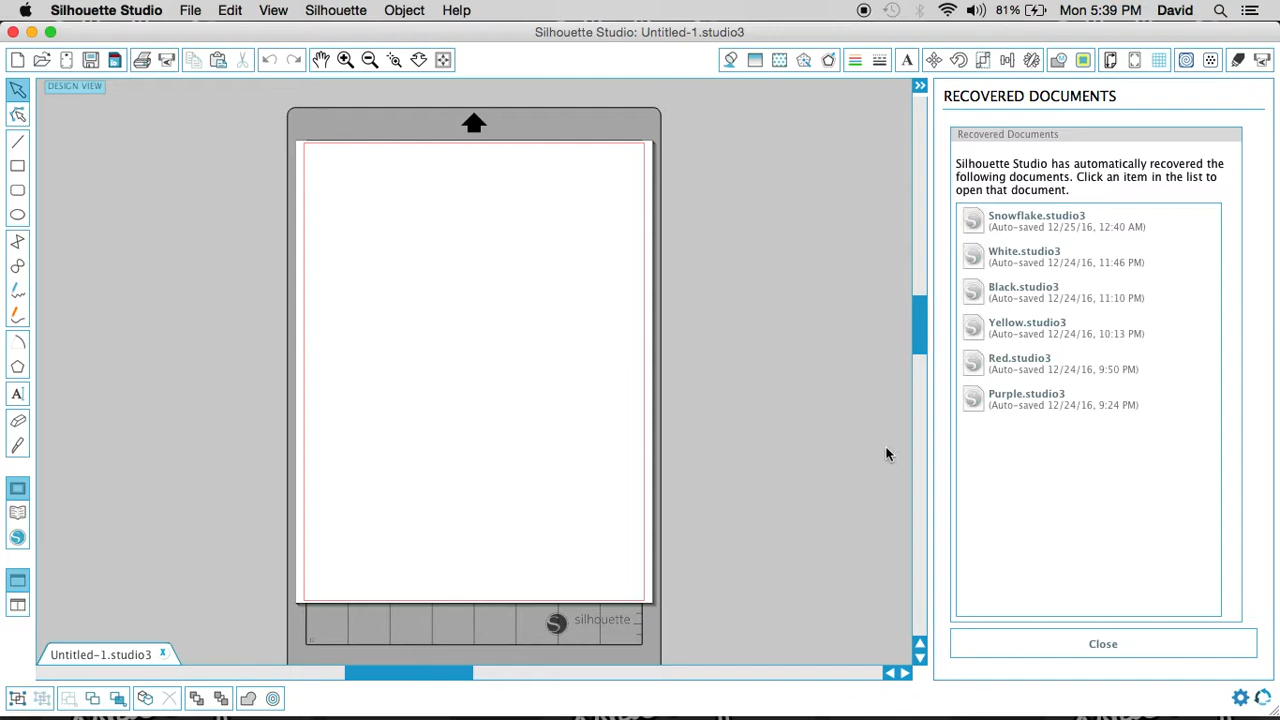 Silhouette Studio File Edit View Silhouette Object Help 81% Mon 5:39 PM David
Silhouette Studio: Untitled-1.studio3
DESIGN VIEW
silhouette
Untitled-1.studio3 x
RECOVERED DOCUMENTS
Recovered Documents
Silhouette Studio has automatically recovered the
following documents. Click an item in the list to
open that document.
Snowflake.studio3
(Auto-saved 12/25/16, 12:40 AM)
White.studio3
(Auto-saved 12/24/16, 11:46 PM)
Black.studio3
(Auto-saved 12/24/16, 11:10 PM)
Yellow.studio3
(Auto-saved 12/24/16, 10:13 PM)
Red.studio3
(Auto-saved 12/24/16, 9:50 PM)
Purple.studio3
(Auto-saved 12/24/16, 9:24 PM)
Close